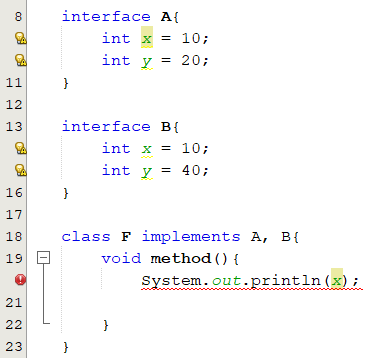 8 interface A{
int x = 10;
int y = 20;
11 }
12
13 interface B{
int x = 10;
int y = 40;
16 }
17
18 class F implements A, B{
19 void method(){
System.out.println(x);
21
22 }
23 }